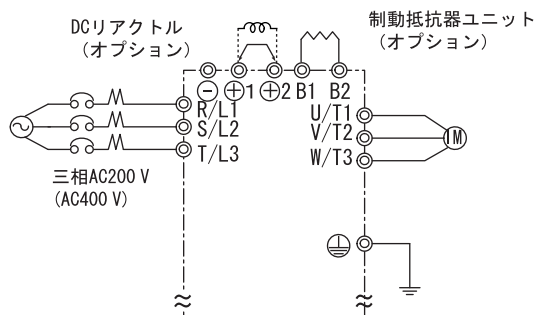 DCリアクトル
(オプション)
制動抵抗器ユニット
(オプション)
⊖ ⊕1 ⊕2 B1 B2
R/L1
S/L2
T/L3
U/T1
V/T2
W/T3
IM
三相AC200 V
(AC400 V)